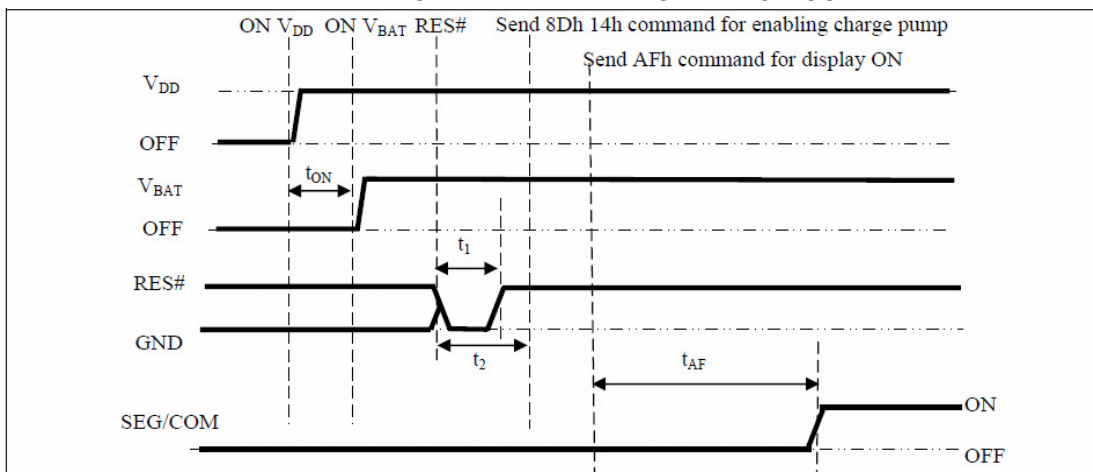 ON VDD ON VBAT RES# Send 8Dh 14h command for enabling charge pump
Send AFh command for display ON
VDD
OFF
tON
VBAT
OFF
t1
RES#
GND
t2
tAF
SEG/COM
ON
OFF